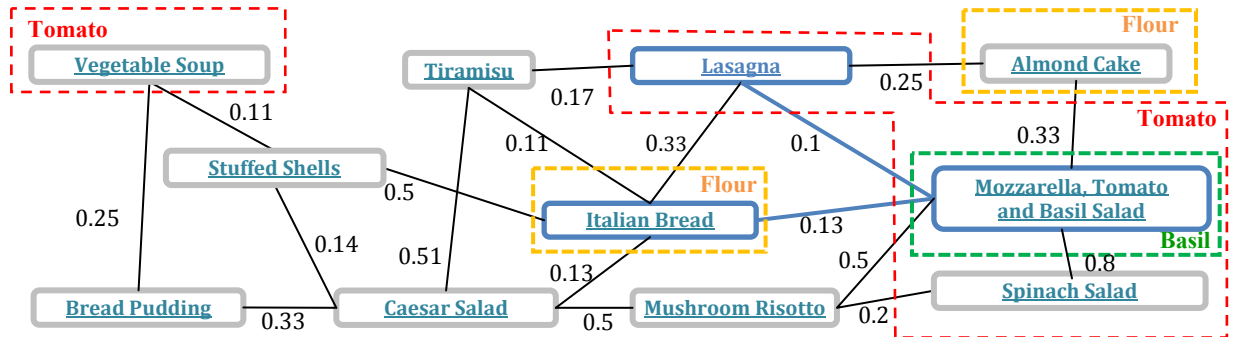 Tomato
Flour
Vegetable Soup
Tiramisu
Lasagna
Almond Cake
0.25
0.17
0.11
Tomato
0.11
0.33
0.1
0.33
Stuffed Shells
Flour
0.5
Mozzarella, Tomato
and Basil Salad
Italian Bread
0.13
0.25
0.14
0.51
0.13
0.5
Basil
0.8
Bread Pudding
Caesar Salad
Mushroom Risotto
Spinach Salad
0.33
0.5
0.2